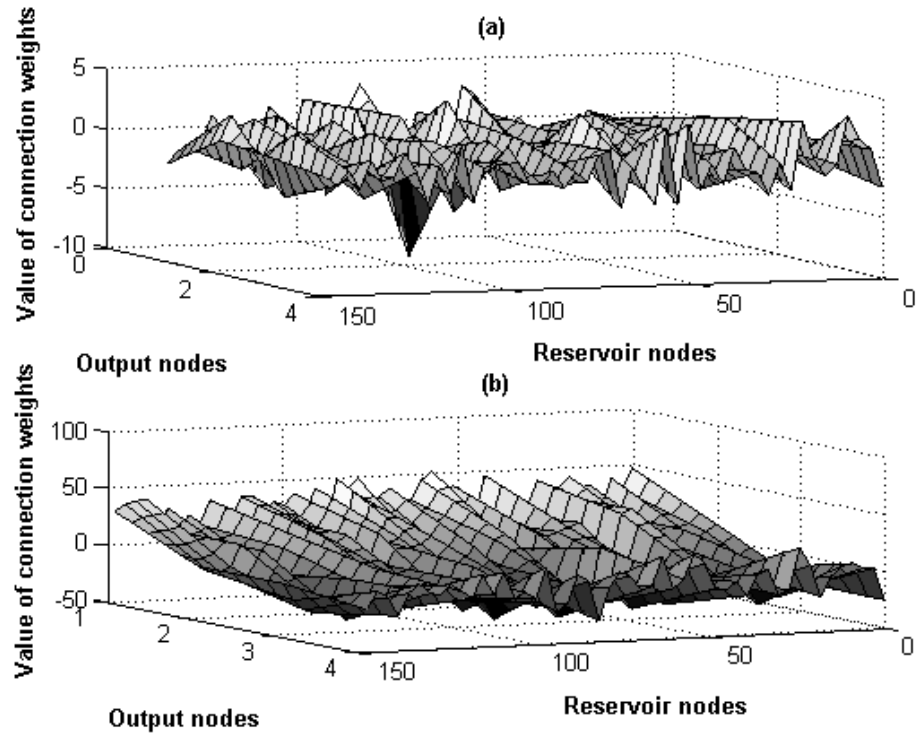 (a)
Value of connection weights
5
0
-5
-10
0
2
4
150
100
50
0
Output nodes
Reservoir nodes
(b)
Value of connection weights
100
50
0
-50
1
2
3
4
150
100
50
0
Output nodes
Reservoir nodes